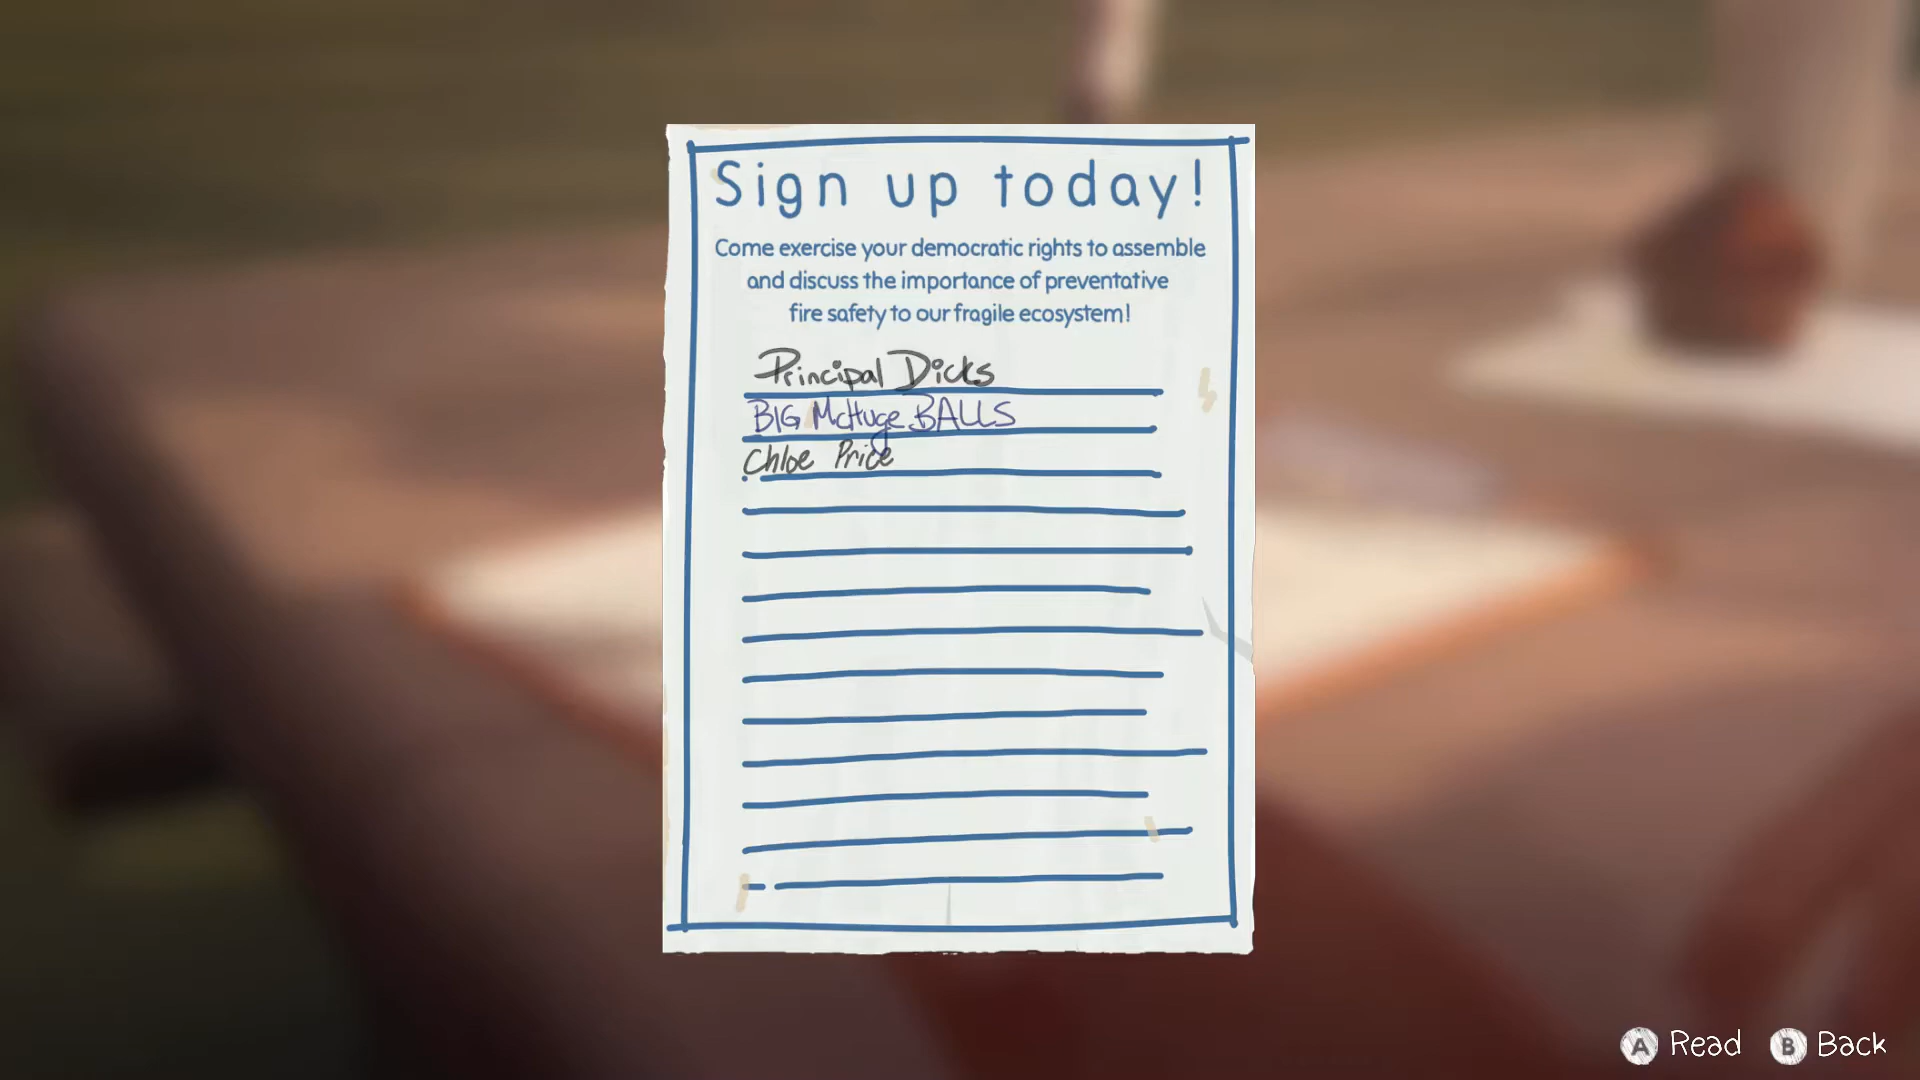 Sign up today!
Come exercise your democratic rights to assemble
and discuss the importance of preventative
fire safety to our fragile ecosystem!
Principal Dicks
BIG McHuge BALLS
Chloe Price
A Read B Back